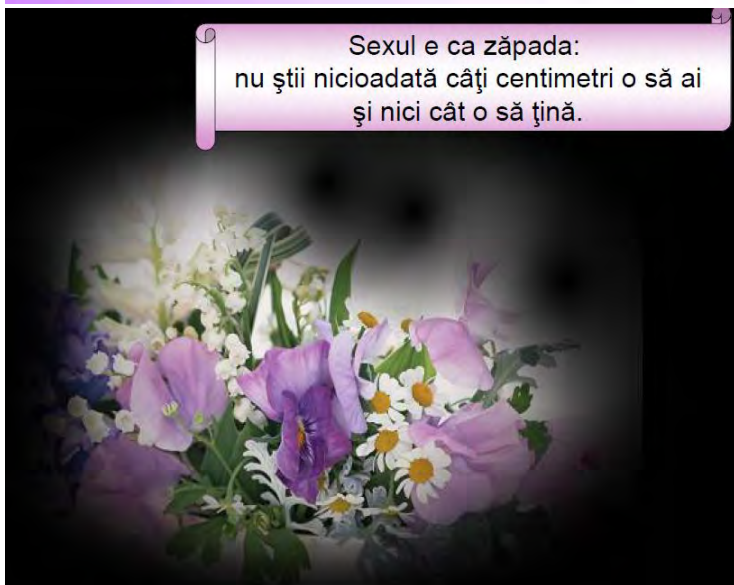 Sexul e ca zăpada:
nu ştii nicioadată câţi centimetri o să ai
şi nici cât o să ţină.